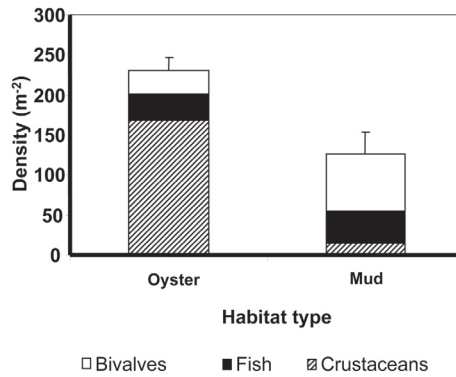 300
250
200
150
100
50
0
Density (m⁻²)
Oyster
Mud
Habitat type
Bivalves
Fish
Crustaceans